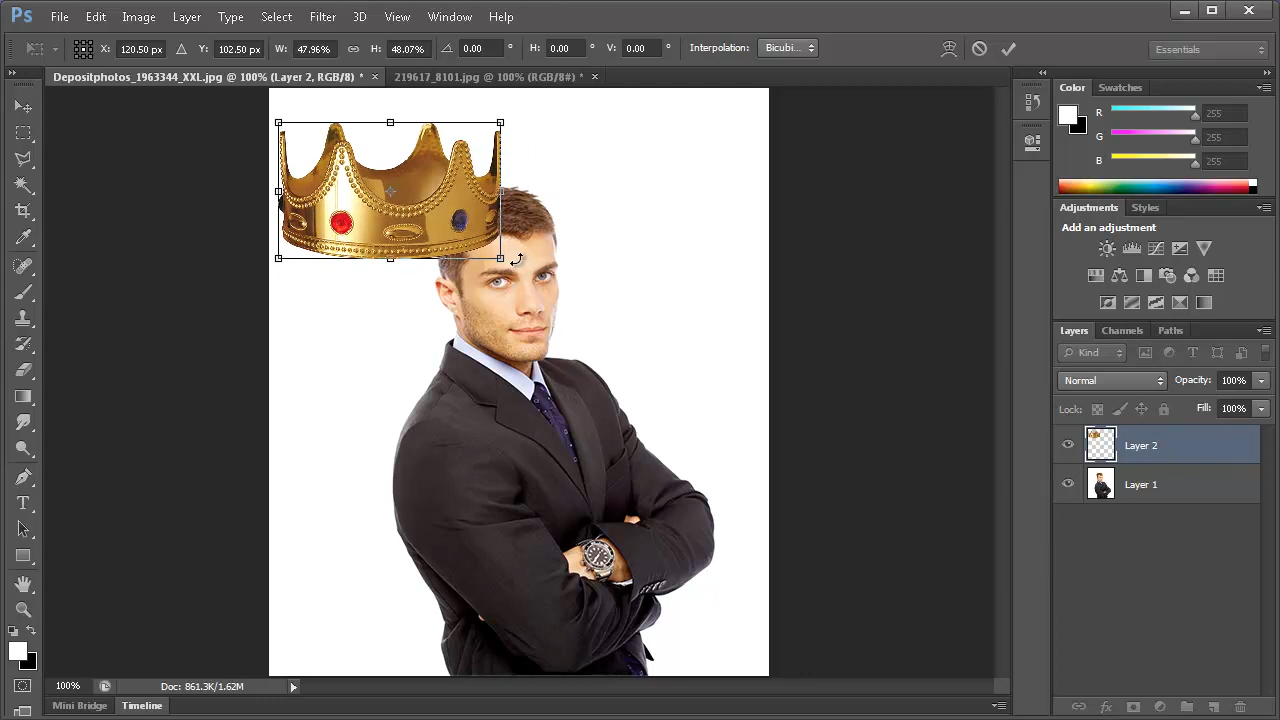 Ps File Edit Image Layer Type Select Filter 3D View Window Help
X: 120.50 px Y: 102.50 px W: 47.96% H: 48.07% 0.00 ° H: 0.00 ° V: 0.00 ° Interpolation: Bicubi... Essentials
Depositphotos_1963344_XXL.jpg @ 100% (Layer 2, RGB/8) * × 219617_8101.jpg @ 100% (RGB/8#) * ×
Color Swatches
R 255
G 255
B 255
Adjustments Styles
Add an adjustment
Layers Channels Paths
Kind
Normal Opacity: 100%
Lock: Fill: 100%
Layer 2
Layer 1
100% Doc: 861.3K/1.62M
Mini Bridge Timeline